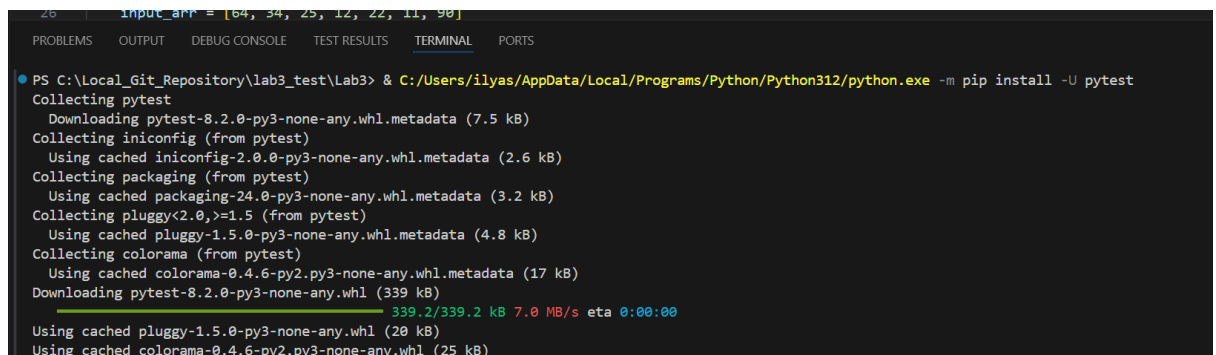 26 input_arr = [64, 34, 25, 12, 22, 11, 90]
PROBLEMS OUTPUT DEBUG CONSOLE TEST RESULTS TERMINAL PORTS
PS C:\Local_Git_Repository\lab3_test\Lab3> & C:/Users/ilyas/AppData/Local/Programs/Python/Python312/python.exe -m pip install -U pytest
Collecting pytest
  Downloading pytest-8.2.0-py3-none-any.whl.metadata (7.5 kB)
Collecting iniconfig (from pytest)
  Using cached iniconfig-2.0.0-py3-none-any.whl.metadata (2.6 kB)
Collecting packaging (from pytest)
  Using cached packaging-24.0-py3-none-any.whl.metadata (3.2 kB)
Collecting pluggy<2.0,>=1.5 (from pytest)
  Using cached pluggy-1.5.0-py3-none-any.whl.metadata (4.8 kB)
Collecting colorama (from pytest)
  Using cached colorama-0.4.6-py2.py3-none-any.whl.metadata (17 kB)
Downloading pytest-8.2.0-py3-none-any.whl (339 kB)
339.2/339.2 kB 7.0 MB/s eta 0:00:00
Using cached pluggy-1.5.0-py3-none-any.whl (20 kB)
Using cached colorama-0.4.6-py2.py3-none-any.whl (25 kB)